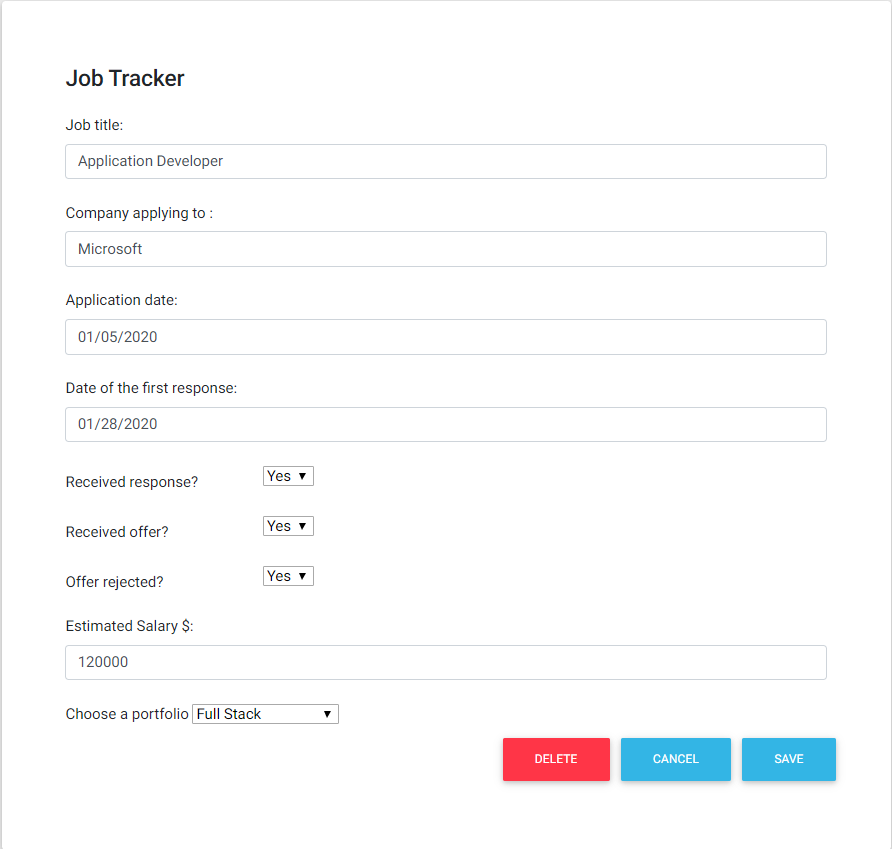 Job Tracker
Job title:
Application Developer
Company applying to :
Microsoft
Application date:
01/05/2020
Date of the first response:
01/28/2020
Received response? Yes ▼
Received offer? Yes ▼
Offer rejected? Yes ▼
Estimated Salary $:
120000
Choose a portfolio Full Stack ▼
DELETE CANCEL SAVE